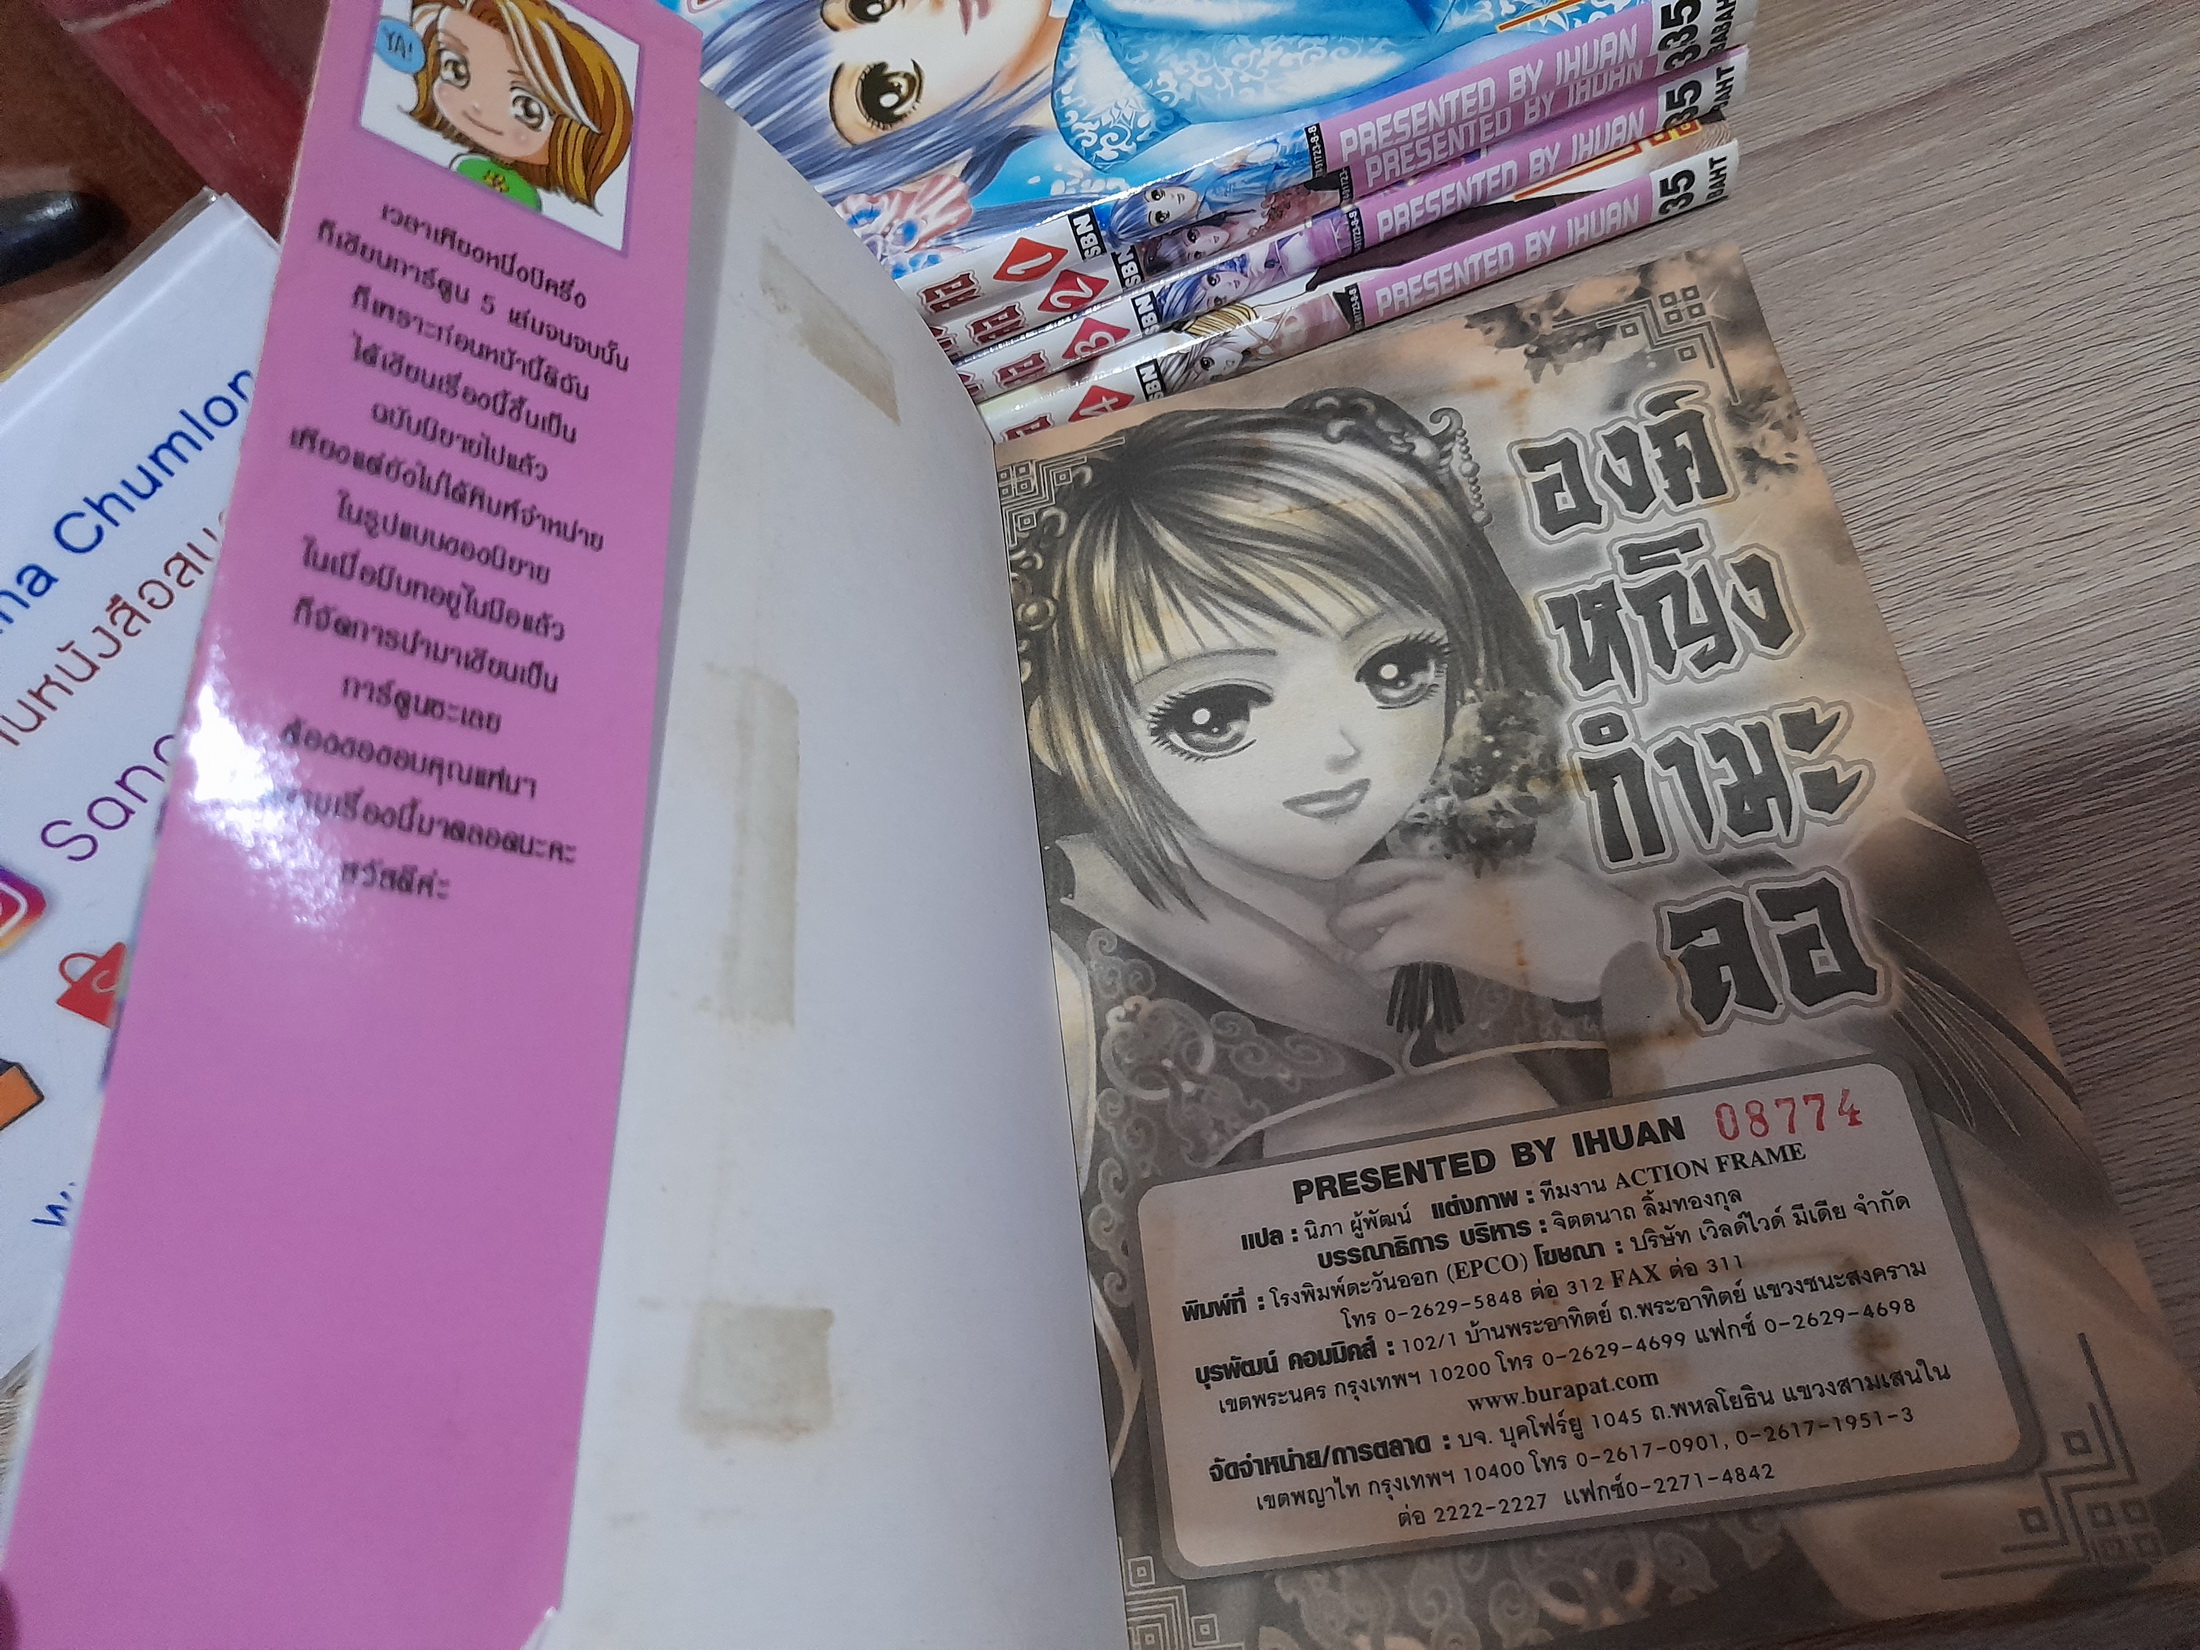 YA!
เวลาเพียงหนึ่งปีครึ่ง
ก็เขียนการ์ตูน 5 เล่มจนจบนั้น
ก็เพราะก่อนหน้านี้ดิฉัน
ได้เขียนเรื่องนี้ขึ้นเป็น
ฉบับนิยายไปแล้ว
เพียงแต่ยังไม่ได้พิมพ์จำหน่าย
ในรูปแบบของนิยาย
ในเมื่อมีบทอยู่ในมือแล้ว
ก็จัดการนำมาเขียนเป็น
การ์ตูนซะเลย
ต้องขอขอบคุณแฟนๆ
เรื่องนี้มาตลอดนะคะ
สวัสดีค่ะ
Chumlon
PRESENTED BY IHUAN
PRESENTED BY IHUAN
PRESENTED BY IHUAN
PRESENTED BY IHUAN
1
2
3
4
35
BAHT
องค์
หญิง
กำมะ
ลอ
PRESENTED BY IHUAN 08774
แปล : นิภา ผู้พัฒน์ แต่งภาพ : ทีมงาน ACTION FRAME
บรรณาธิการ บริหาร : จิตตนาถ ลิ้มทองกุล
พิมพ์ที่ : โรงพิมพ์ตะวันออก (EPCO) โฆษณา : บริษัท เวิลด์ไวด์ มีเดีย จำกัด
โทร 0-2629-5848 ต่อ 312 FAX ต่อ 311
บุรพัฒน์ คอมมิคส์ : 102/1 บ้านพระอาทิตย์ ถ.พระอาทิตย์ แขวงชนะสงคราม
เขตพระนคร กรุงเทพฯ 10200 โทร 0-2629-4699 แฟกซ์ 0-2629-4698
www.burapat.com
จัดจำหน่าย/การตลาด : บจ. บุคโฟร์ยู 1045 ถ.พหลโยธิน แขวงสามเสนใน
เขตพญาไท กรุงเทพฯ 10400 โทร 0-2617-0901, 0-2617-1951-3
ต่อ 2222-2227 แฟกซ์0-2271-4842